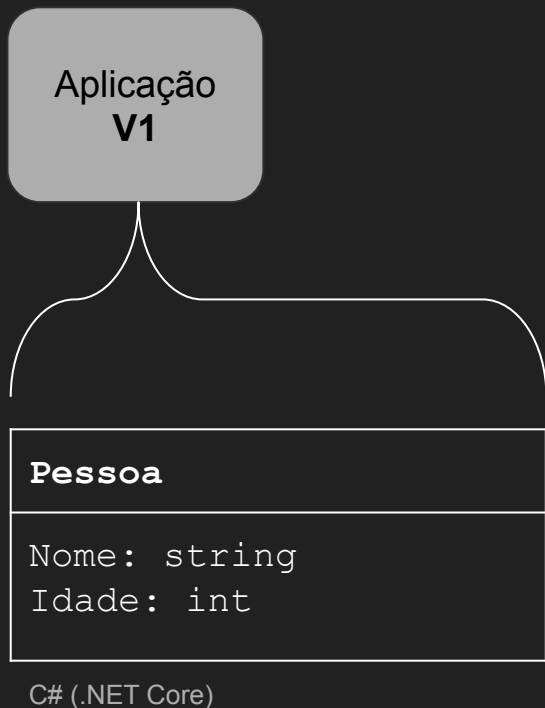 Aplicação
V1
Pessoa
Nome: string
Idade: int
C# (.NET Core)